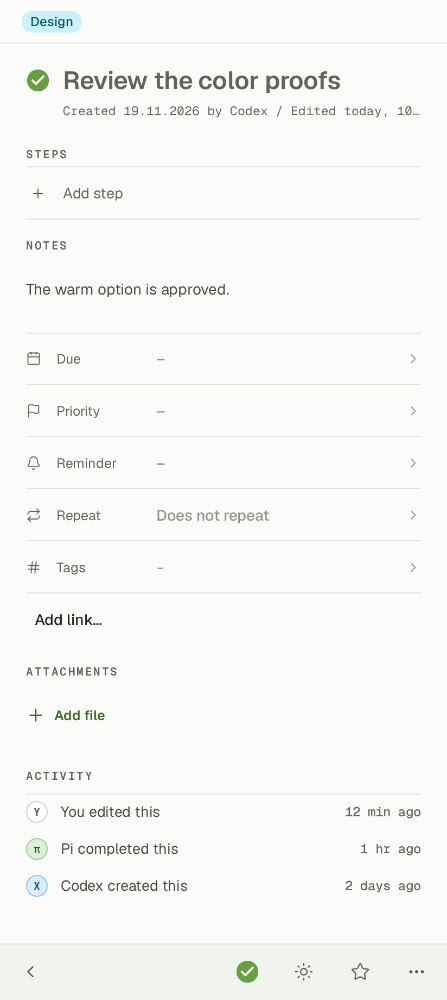 Design
Review the color proofs
Created 19.11.2026 by Codex / Edited today, 10…
STEPS
+ Add step
NOTES
The warm option is approved.
Due –
Priority –
Reminder –
Repeat Does not repeat
Tags –
Add link…
ATTACHMENTS
+ Add file
ACTIVITY
Y You edited this 12 min ago
π Pi completed this 1 hr ago
X Codex created this 2 days ago